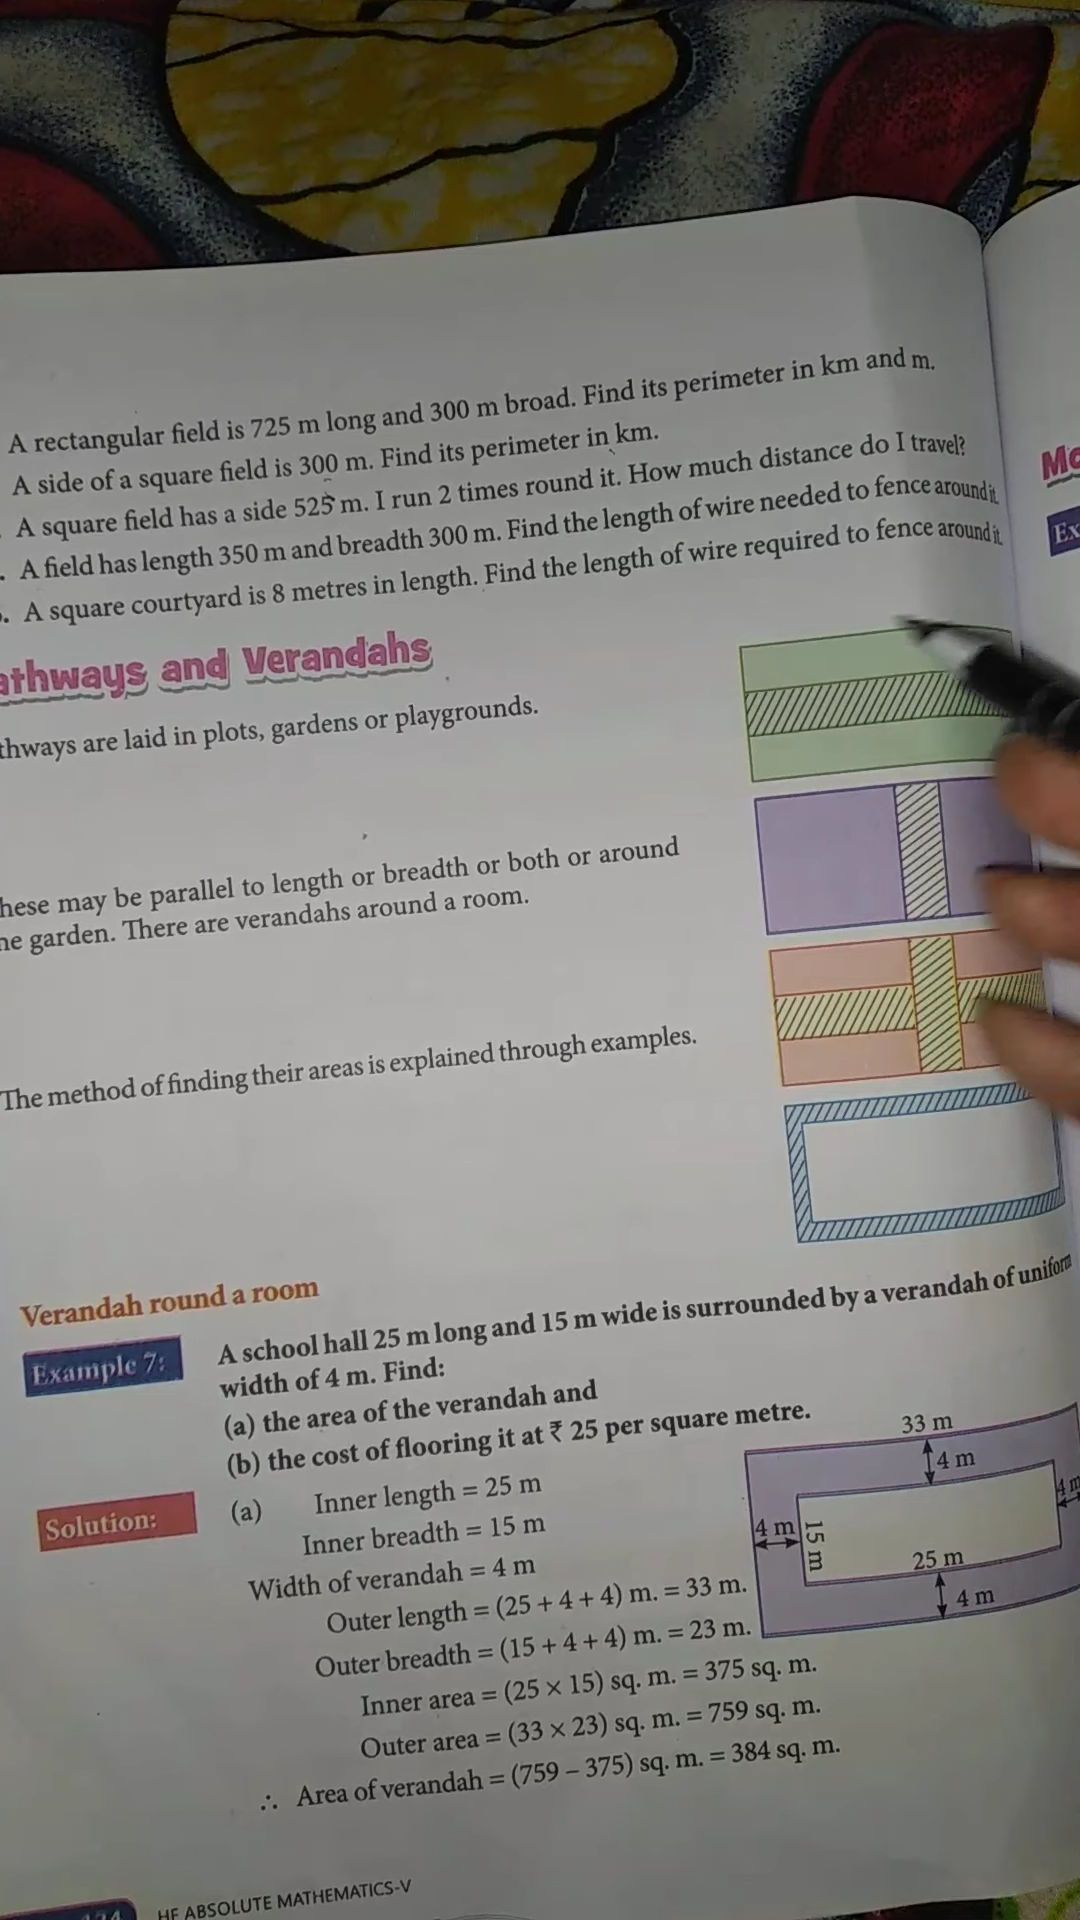 A rectangular field is 725 m long and 300 m broad. Find its perimeter in km and m.
A side of a square field is 300 m. Find its perimeter in km.
A square field has a side 525 m. I run 2 times round it. How much distance do I travel?
. A field has length 350 m and breadth 300 m. Find the length of wire needed to fence around it.
. A square courtyard is 8 metres in length. Find the length of wire required to fence around it.
Mo
Ex
athways and Verandahs
thways are laid in plots, gardens or playgrounds.
hese may be parallel to length or breadth or both or around
he garden. There are verandahs around a room.
The method of finding their areas is explained through examples.
Verandah round a room
Example 7:
A school hall 25 m long and 15 m wide is surrounded by a verandah of uniform
width of 4 m. Find:
(a) the area of the verandah and
(b) the cost of flooring it at ₹ 25 per square metre.
Solution:
(a) Inner length = 25 m
Inner breadth = 15 m
Width of verandah = 4 m
Outer length = (25 + 4 + 4) m. = 33 m.
Outer breadth = (15 + 4 + 4) m. = 23 m.
Inner area = (25 × 15) sq. m. = 375 sq. m.
Outer area = (33 × 23) sq. m. = 759 sq. m.
∴ Area of verandah = (759 – 375) sq. m. = 384 sq. m.
33 m
4 m
4 m
4 m
15 m
25 m
4 m
HF ABSOLUTE MATHEMATICS-V